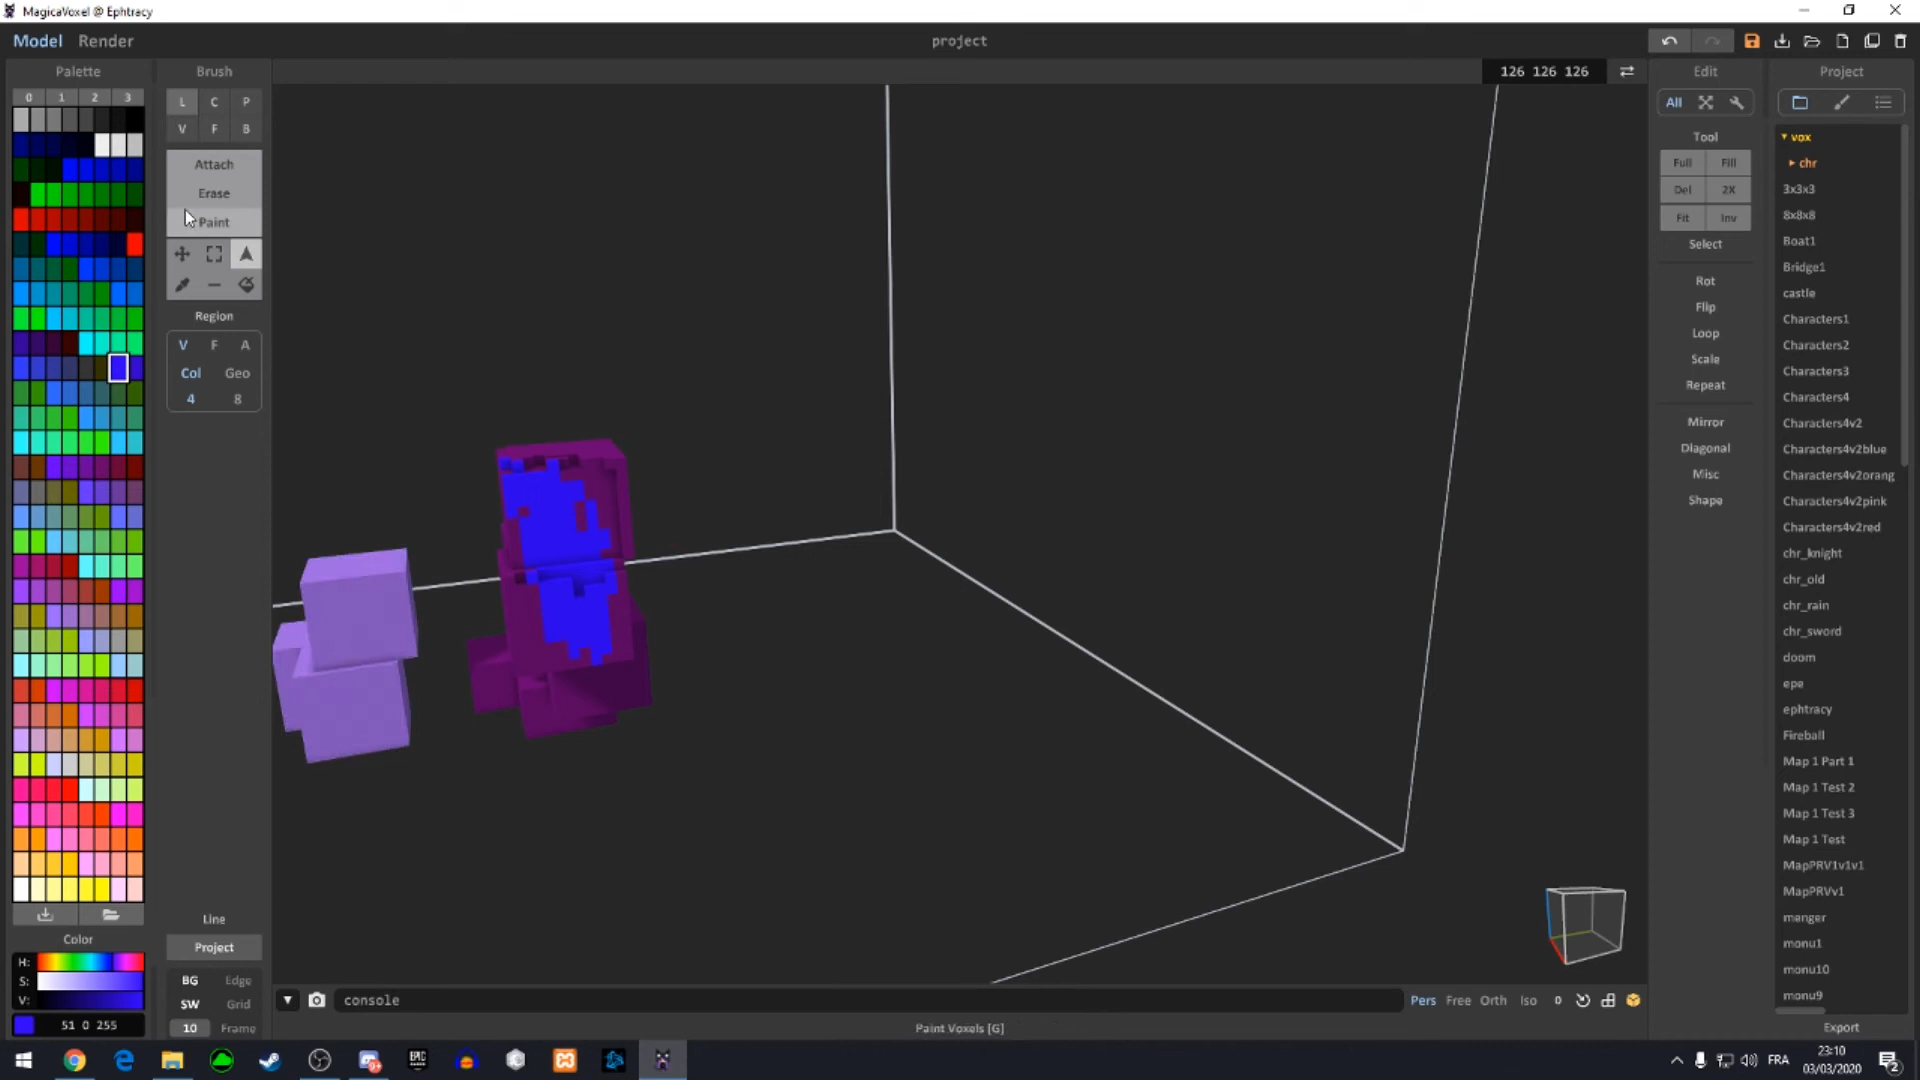 MagicaVoxel @ Ephtracy
Model Render
project
Palette
Brush
126 126 126
Edit
Project
0 1 2 3
L C P
V F B
All
Attach
Erase
Paint
Region
V F A
Col Geo
4 8
Tool
Full Fill
Del 2X
Fit Inv
Select
Rot
Flip
Loop
Scale
Repeat
Mirror
Diagonal
Misc
Shape
vox
chr
3x3x3
8x8x8
Boat1
Bridge1
castle
Characters1
Characters2
Characters3
Characters4
Characters4v2
Characters4v2blue
Characters4v2orang
Characters4v2pink
Characters4v2red
chr_knight
chr_old
chr_rain
chr_sword
doom
epe
ephtracy
Fireball
Map 1 Part 1
Map 1 Test 2
Map 1 Test 3
Map 1 Test
MapPRV1v1v1
MapPRVv1
menger
monu1
monu10
monu9
Export
Line
Project
BG Edge
SW Grid
10 Frame
Color
H:
S:
V:
51 0 255
console
Pers Free Orth Iso 0
Paint Voxels [G]
EPIC
FRA
23:10
03/03/2020
2